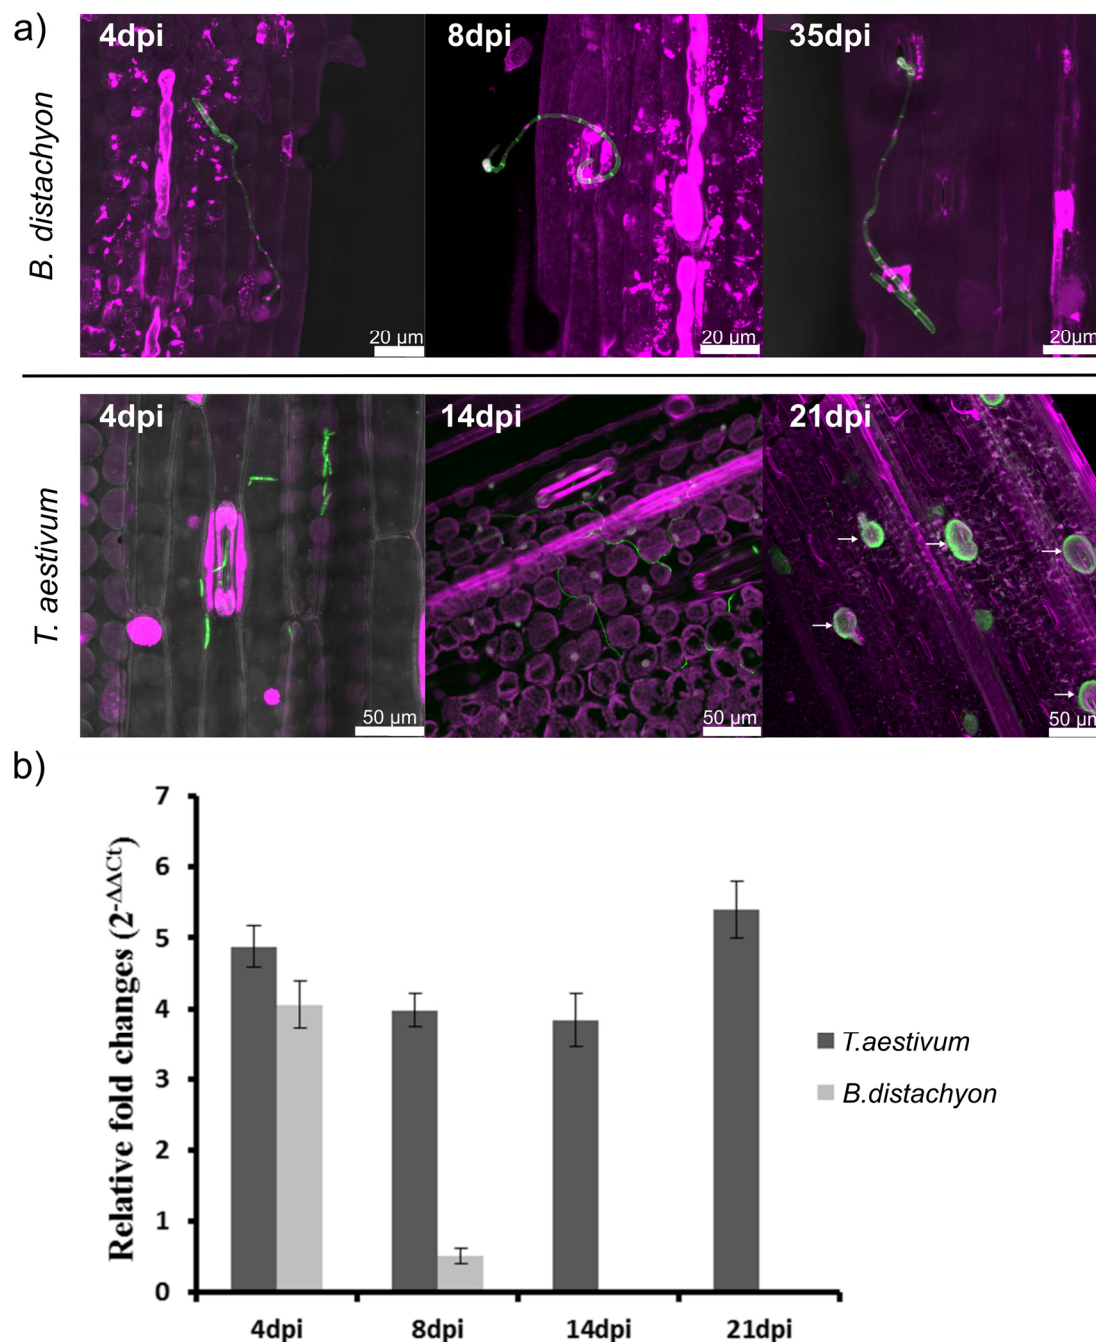 a)
B. distachyon
4dpi
8dpi
35dpi
20 µm
20 µm
20µm
T. aestivum
4dpi
14dpi
21dpi
50 µm
50 µm
50 µm
b)
Relative fold changes (2-ΔΔCt)
7
6
5
4
3
2
1
0
4dpi
8dpi
14dpi
21dpi
T.aestivum
B.distachyon